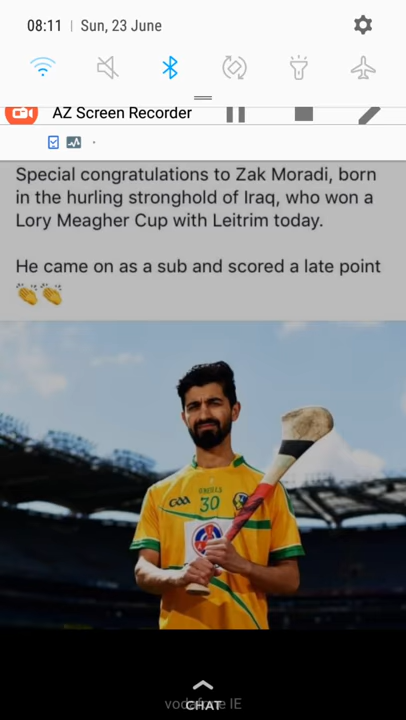 08:11 | Sun, 23 June
AZ Screen Recorder
Special congratulations to Zak Moradi, born
in the hurling stronghold of Iraq, who won a
Lory Meagher Cup with Leitrim today.
He came on as a sub and scored a late point
👏👏
GAA
30
CHAT
vodafone IE